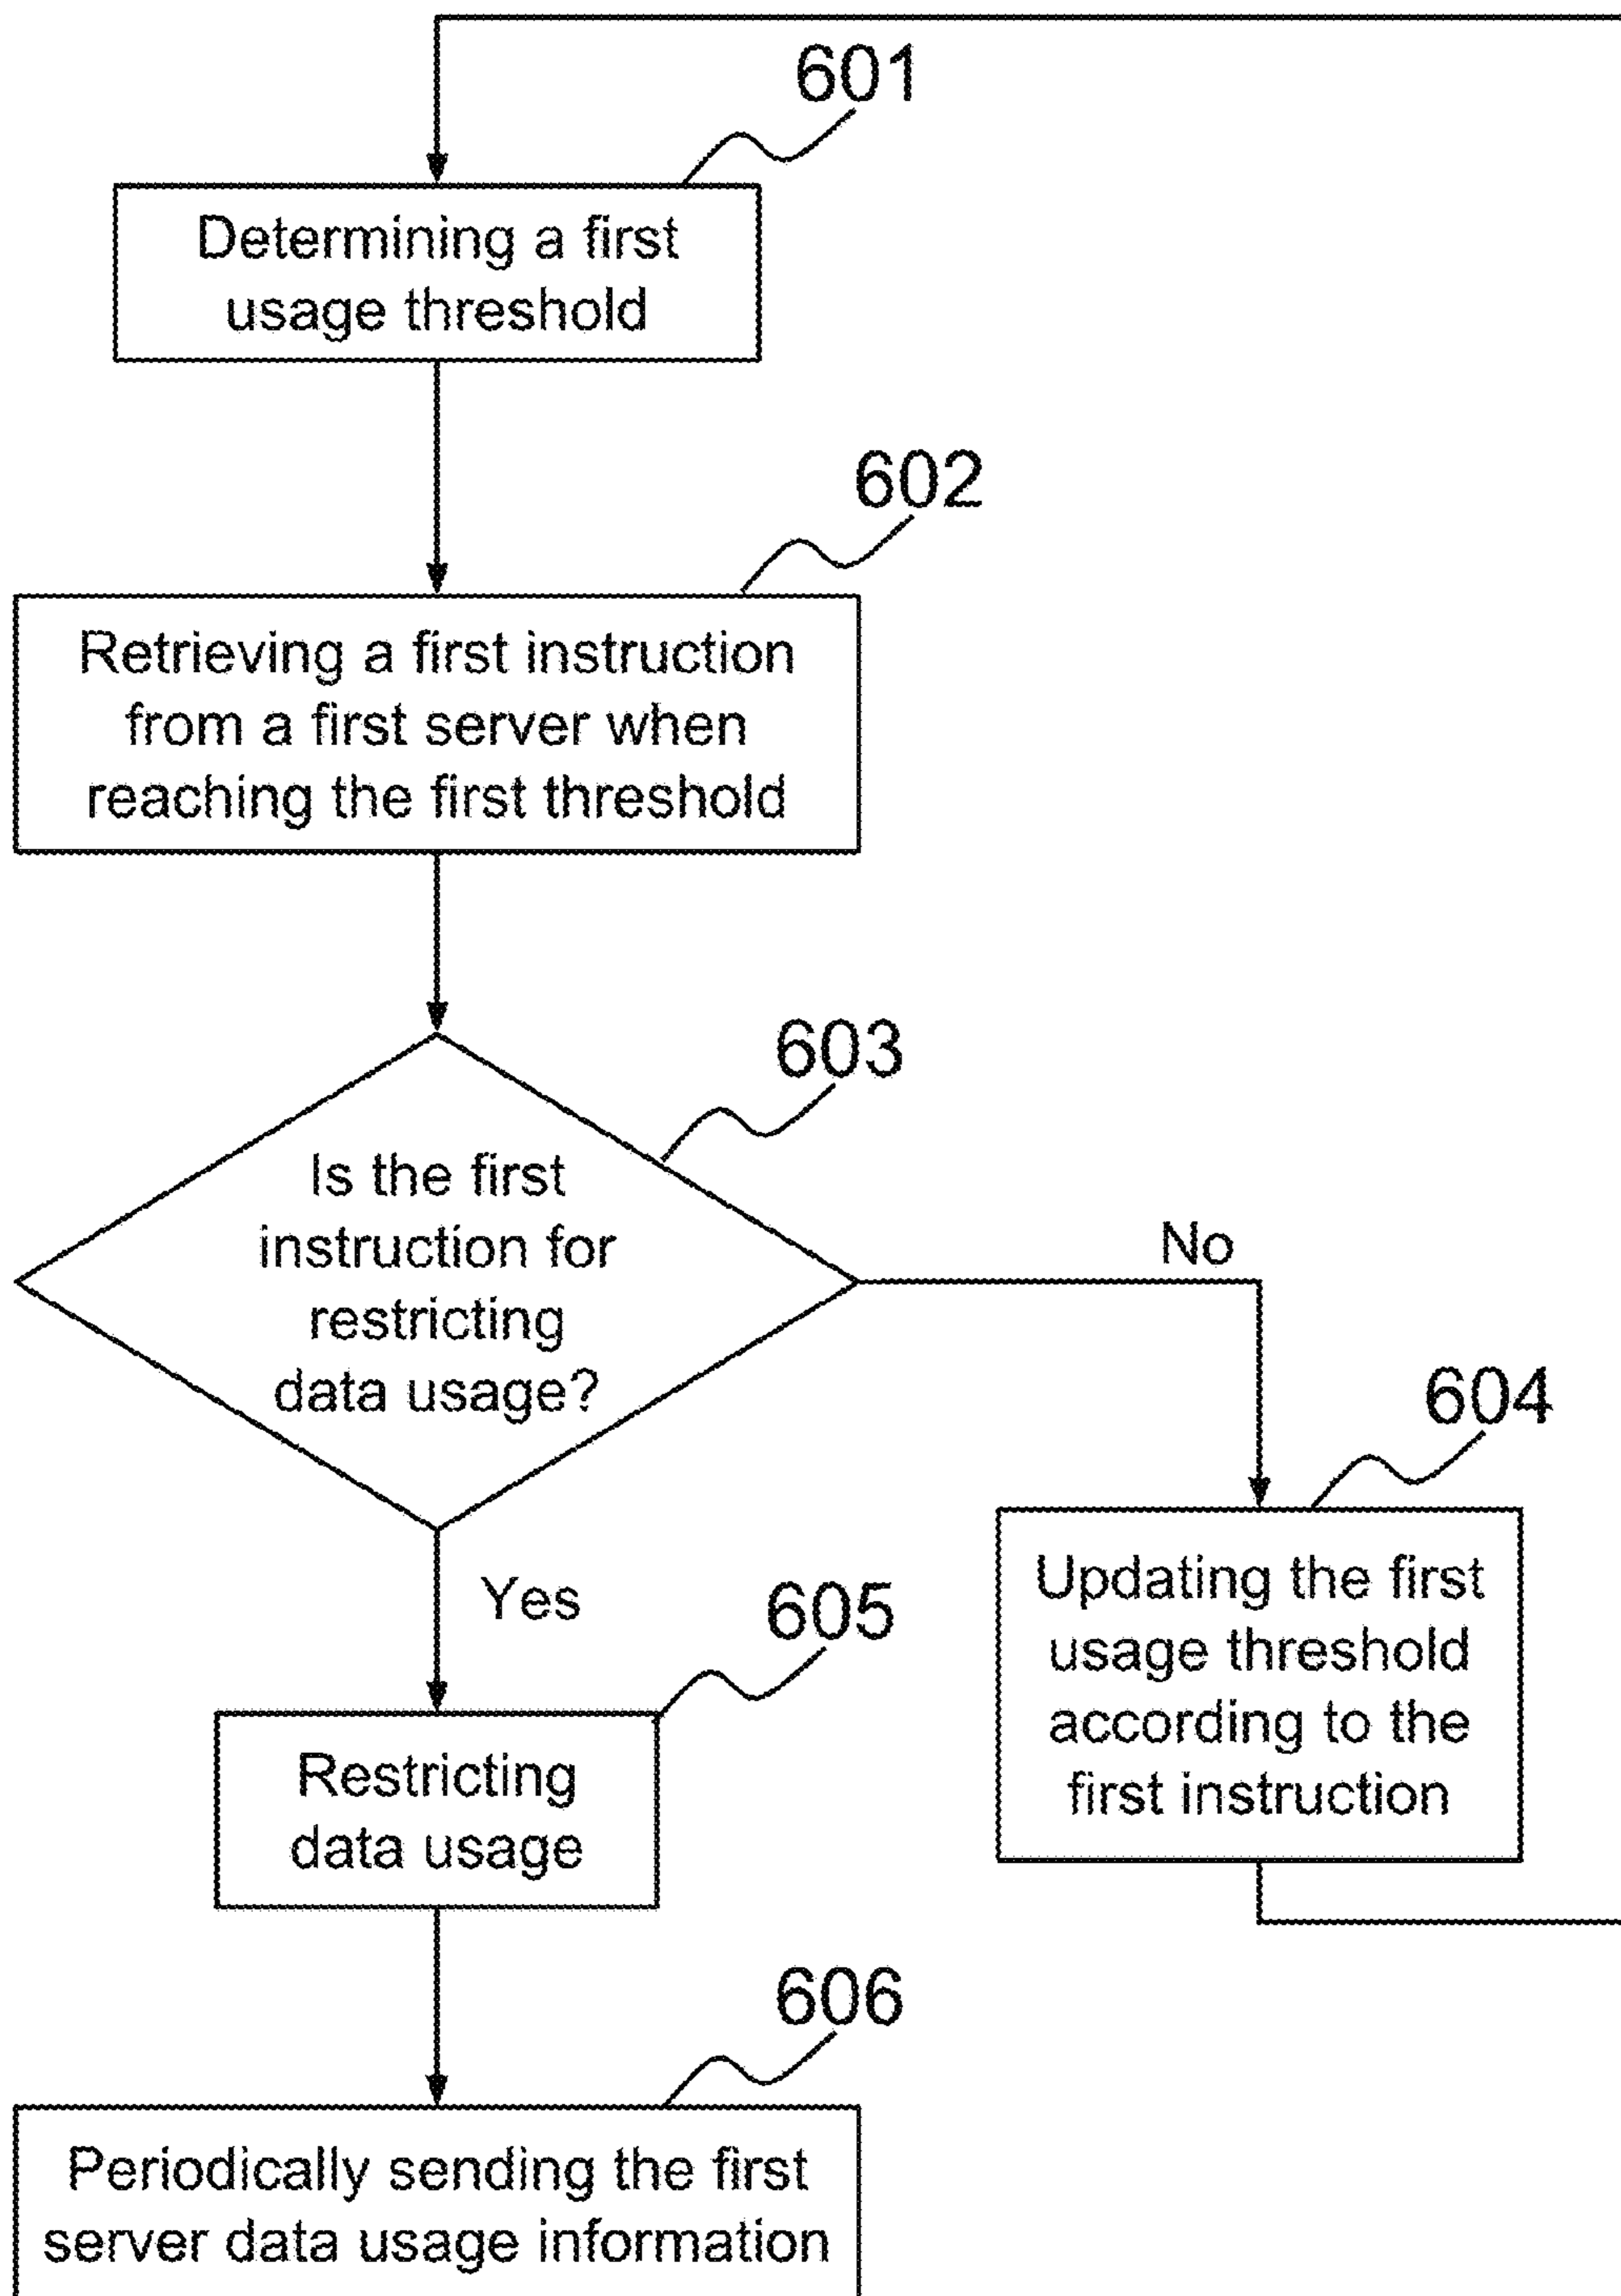 601
Determining a first
usage threshold
602
Retrieving a first instruction
from a first server when
reaching the first threshold
603
Is the first
instruction for
restricting
data usage?
No
604
Updating the first
usage threshold
according to the
first instruction
Yes
605
Restricting
data usage
606
Periodically sending the first
server data usage information